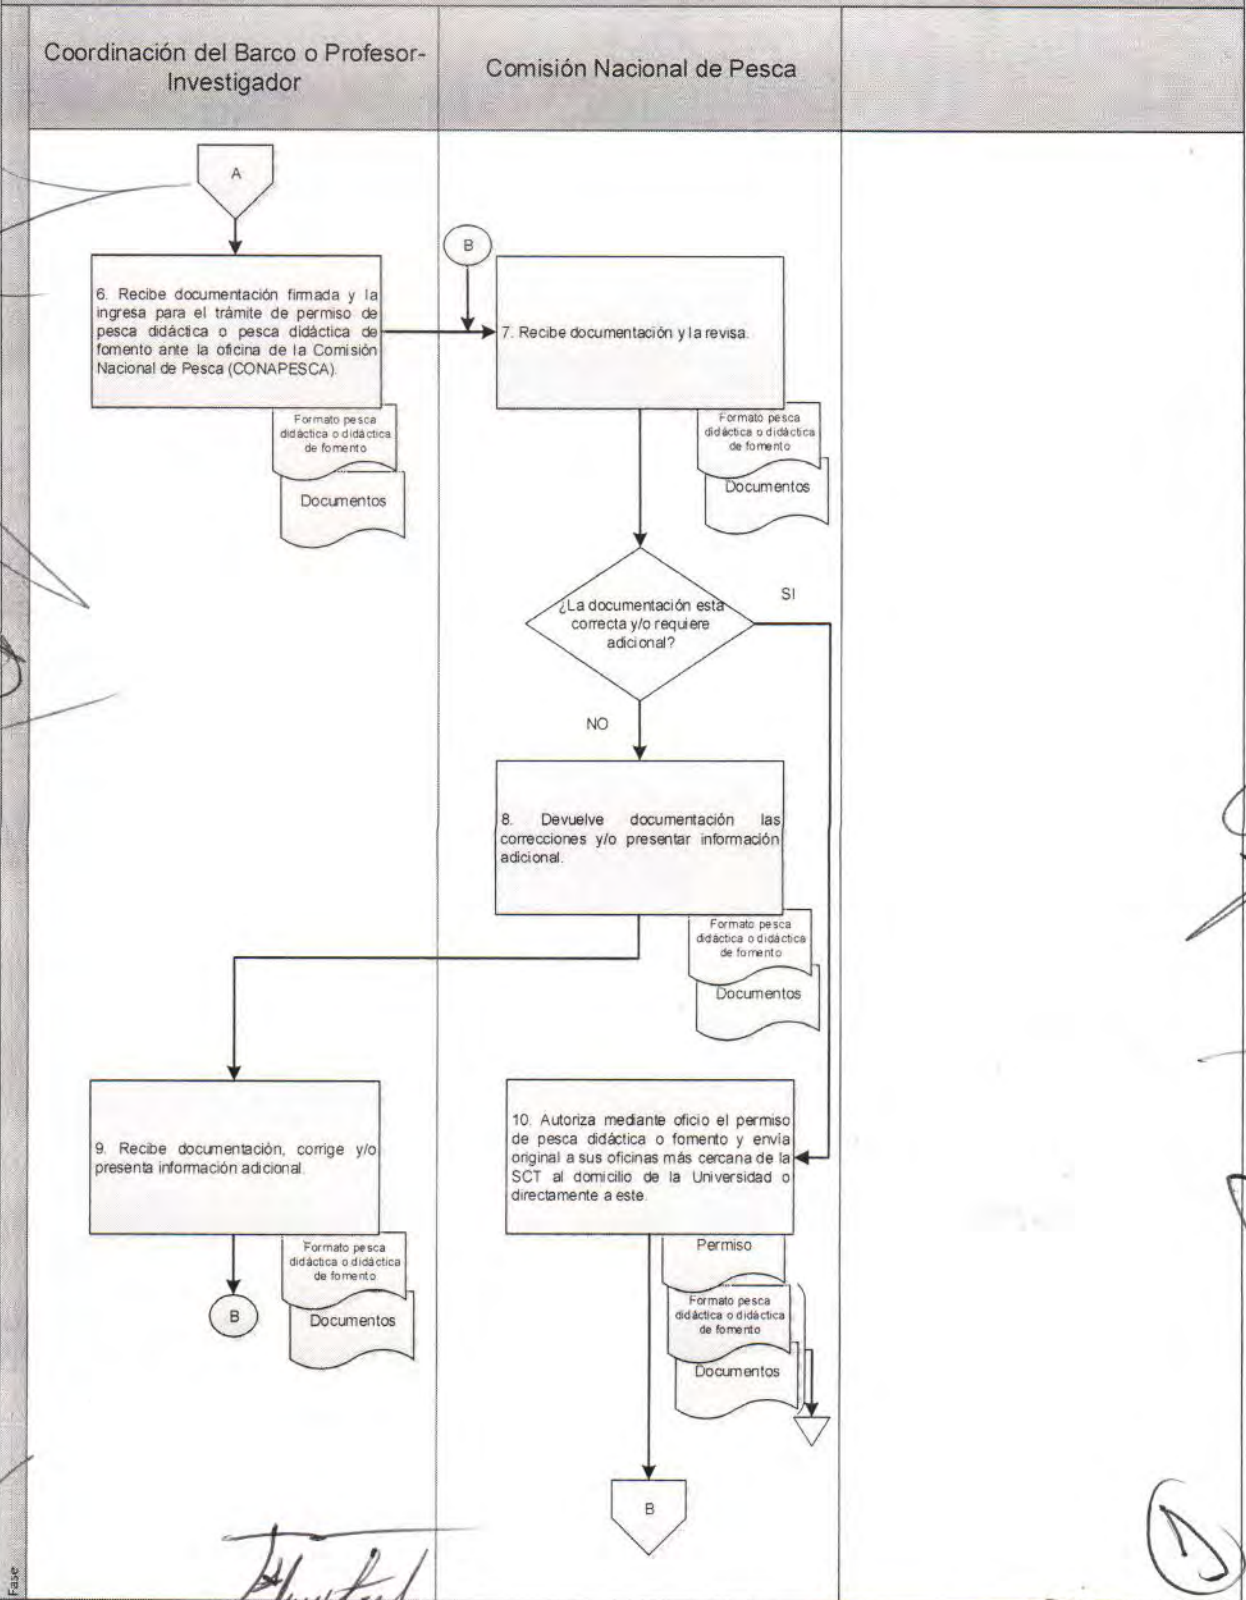 Coordinación del Barco o Profesor-
Investigador
Comisión Nacional de Pesca
A
B
6. Recibe documentación firmada y la
ingresa para el trámite de permiso de
pesca didáctica o pesca didáctica de
fomento ante la oficina de la Comisión
Nacional de Pesca (CONAPESCA).
7. Recibe documentación y la revisa.
Formato pesca
didáctica o didáctica
de fomento
Documentos
Formato pesca
didáctica o didáctica
de fomento
Documentos
¿La documentación está
correcta y/o requiere
adicional?
SI
NO
8. Devuelve documentación las
correcciones y/o presentar información
adicional.
Formato pesca
didáctica o didáctica
de fomento
Documentos
9. Recibe documentación, corrige y/o
presenta información adicional.
Formato pesca
didáctica o didáctica
de fomento
Documentos
B
10. Autoriza mediante oficio el permiso
de pesca didáctica o fomento y envía
original a sus oficinas más cercana de la
SCT al domicilio de la Universidad o
directamente a este.
Permiso
Formato pesca
didáctica o didáctica
de fomento
Documentos
B
Fase